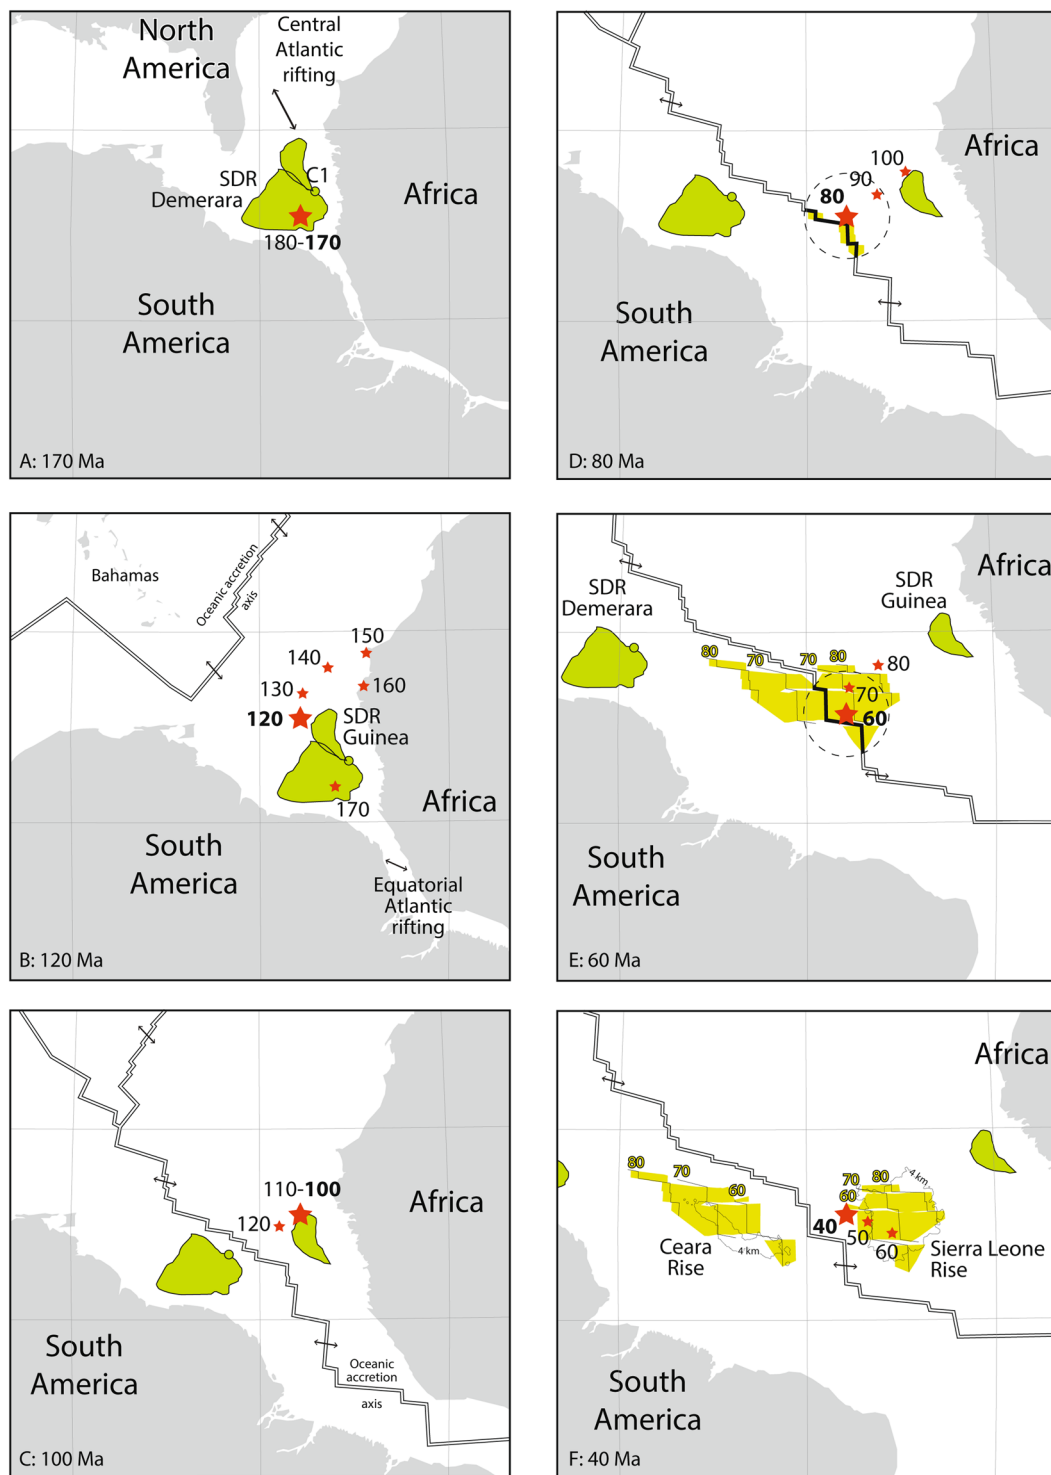 North
America
Central
Atlantic
rifting
C1
SDR
Demerara
Africa
180-170
South
America
A: 170 Ma
Africa
100
90
80
South
America
D: 80 Ma
Bahamas
Oceanic accretion
axis
150
140
160
130
120
SDR
Guinea
170
Africa
South
America
Equatorial
Atlantic
rifting
B: 120 Ma
Africa
SDR
Demerara
SDR
Guinea
80
70
70
80
80
70
60
South
America
E: 60 Ma
110-100
120
Africa
South
America
Oceanic
accretion
axis
C: 100 Ma
Africa
80
70
60
70
80
60
4 km
40
50
60
Ceara
Rise
4 km
Sierra Leone
Rise
South
America
F: 40 Ma